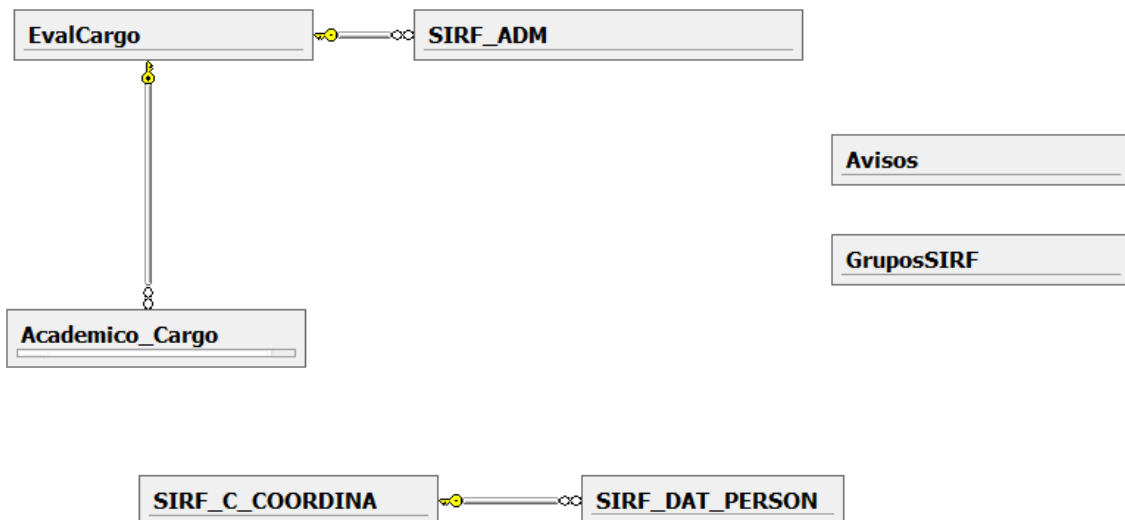 EvalCargo
SIRF_ADM
Avisos
GruposSIRF
Academico_Cargo
SIRF_C_COORDINA
SIRF_DAT_PERSON